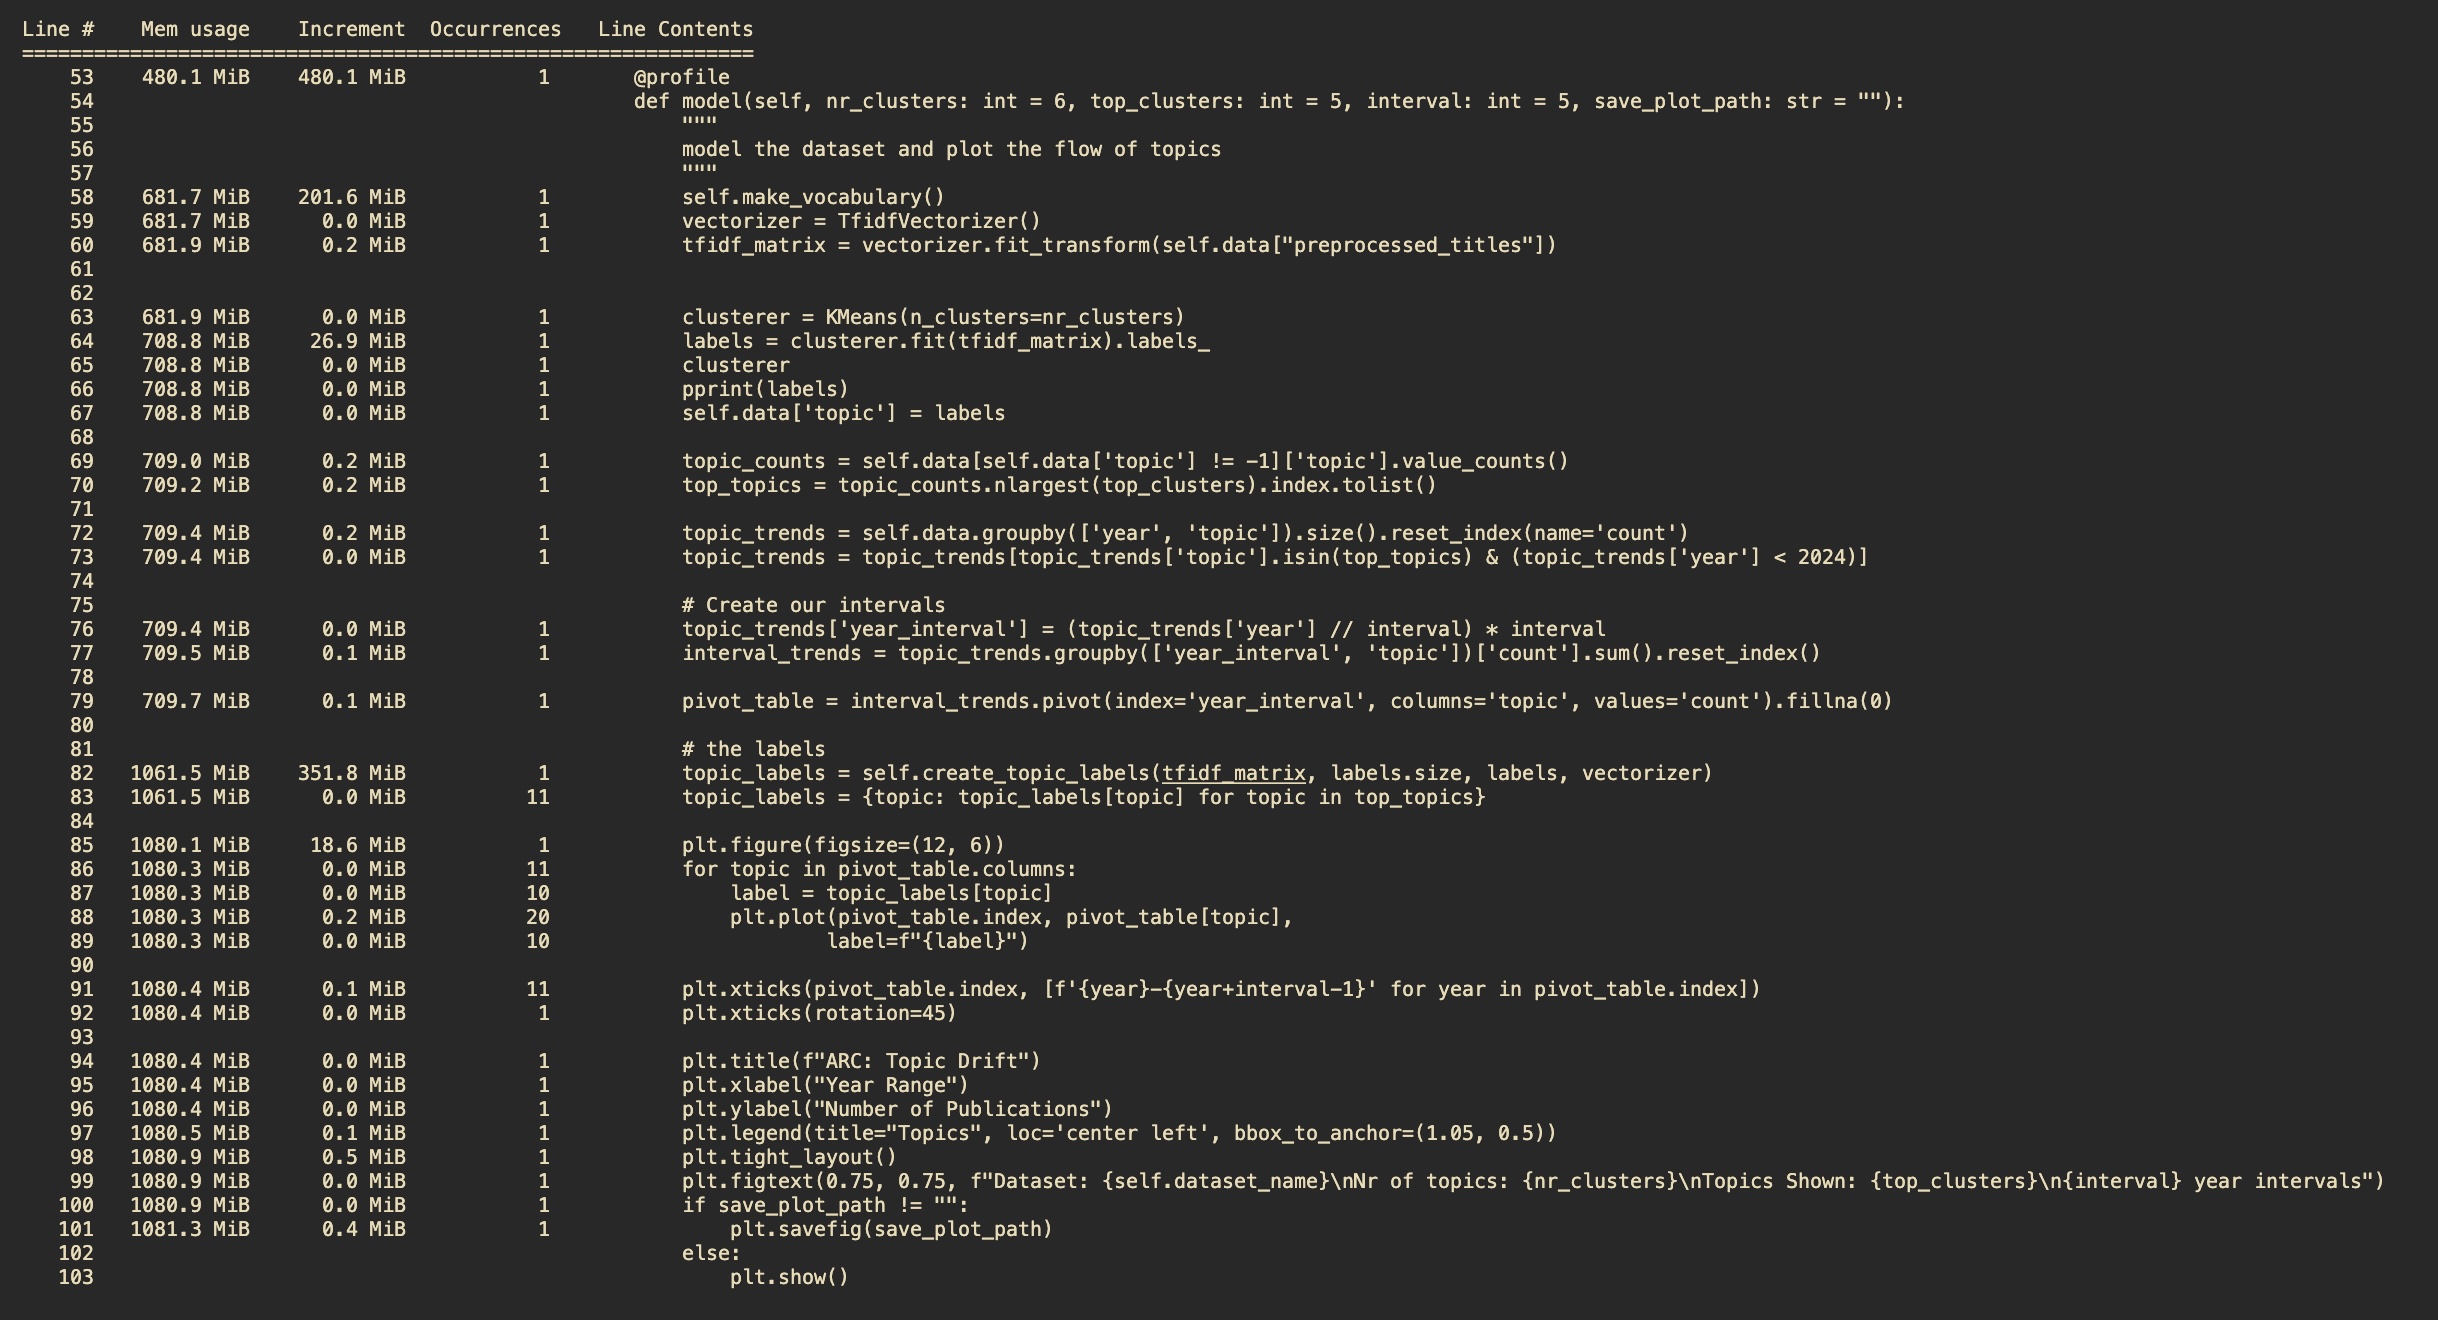 Line #    Mem usage    Increment  Occurrences   Line Contents
=============================================================
    53    480.1 MiB    480.1 MiB           1       @profile
    54                                             def model(self, nr_clusters: int = 6, top_clusters: int = 5, interval: int = 5, save_plot_path: str = ""):
    55                                                 """
    56                                                 model the dataset and plot the flow of topics
    57                                                 """
    58    681.7 MiB    201.6 MiB           1           self.make_vocabulary()
    59    681.7 MiB      0.0 MiB           1           vectorizer = TfidfVectorizer()
    60    681.9 MiB      0.2 MiB           1           tfidf_matrix = vectorizer.fit_transform(self.data["preprocessed_titles"])
    61
    62
    63    681.9 MiB      0.0 MiB           1           clusterer = KMeans(n_clusters=nr_clusters)
    64    708.8 MiB     26.9 MiB           1           labels = clusterer.fit(tfidf_matrix).labels_
    65    708.8 MiB      0.0 MiB           1           clusterer
    66    708.8 MiB      0.0 MiB           1           pprint(labels)
    67    708.8 MiB      0.0 MiB           1           self.data['topic'] = labels
    68
    69    709.0 MiB      0.2 MiB           1           topic_counts = self.data[self.data['topic'] != -1]['topic'].value_counts()
    70    709.2 MiB      0.2 MiB           1           top_topics = topic_counts.nlargest(top_clusters).index.tolist()
    71
    72    709.4 MiB      0.2 MiB           1           topic_trends = self.data.groupby(['year', 'topic']).size().reset_index(name='count')
    73    709.4 MiB      0.0 MiB           1           topic_trends = topic_trends[topic_trends['topic'].isin(top_topics) & (topic_trends['year'] < 2024)]
    74
    75                                                 # Create our intervals
    76    709.4 MiB      0.0 MiB           1           topic_trends['year_interval'] = (topic_trends['year'] // interval) * interval
    77    709.5 MiB      0.1 MiB           1           interval_trends = topic_trends.groupby(['year_interval', 'topic'])['count'].sum().reset_index()
    78
    79    709.7 MiB      0.1 MiB           1           pivot_table = interval_trends.pivot(index='year_interval', columns='topic', values='count').fillna(0)
    80
    81                                                 # the labels
    82   1061.5 MiB    351.8 MiB           1           topic_labels = self.create_topic_labels(tfidf_matrix, labels.size, labels, vectorizer)
    83   1061.5 MiB      0.0 MiB          11           topic_labels = {topic: topic_labels[topic] for topic in top_topics}
    84
    85   1080.1 MiB     18.6 MiB           1           plt.figure(figsize=(12, 6))
    86   1080.3 MiB      0.0 MiB          11           for topic in pivot_table.columns:
    87   1080.3 MiB      0.0 MiB          10               label = topic_labels[topic]
    88   1080.3 MiB      0.2 MiB          20               plt.plot(pivot_table.index, pivot_table[topic],
    89   1080.3 MiB      0.0 MiB          10                       label=f"{label}")
    90
    91   1080.4 MiB      0.1 MiB          11           plt.xticks(pivot_table.index, [f'{year}-{year+interval-1}' for year in pivot_table.index])
    92   1080.4 MiB      0.0 MiB           1           plt.xticks(rotation=45)
    93
    94   1080.4 MiB      0.0 MiB           1           plt.title(f"ARC: Topic Drift")
    95   1080.4 MiB      0.0 MiB           1           plt.xlabel("Year Range")
    96   1080.4 MiB      0.0 MiB           1           plt.ylabel("Number of Publications")
    97   1080.5 MiB      0.1 MiB           1           plt.legend(title="Topics", loc='center left', bbox_to_anchor=(1.05, 0.5))
    98   1080.9 MiB      0.5 MiB           1           plt.tight_layout()
    99   1080.9 MiB      0.0 MiB           1           plt.figtext(0.75, 0.75, f"Dataset: {self.dataset_name}\nNr of topics: {nr_clusters}\nTopics Shown: {top_clusters}\n{interval} year intervals")
   100   1080.9 MiB      0.0 MiB           1           if save_plot_path != "":
   101   1081.3 MiB      0.4 MiB           1               plt.savefig(save_plot_path)
   102                                                 else:
   103                                                     plt.show()